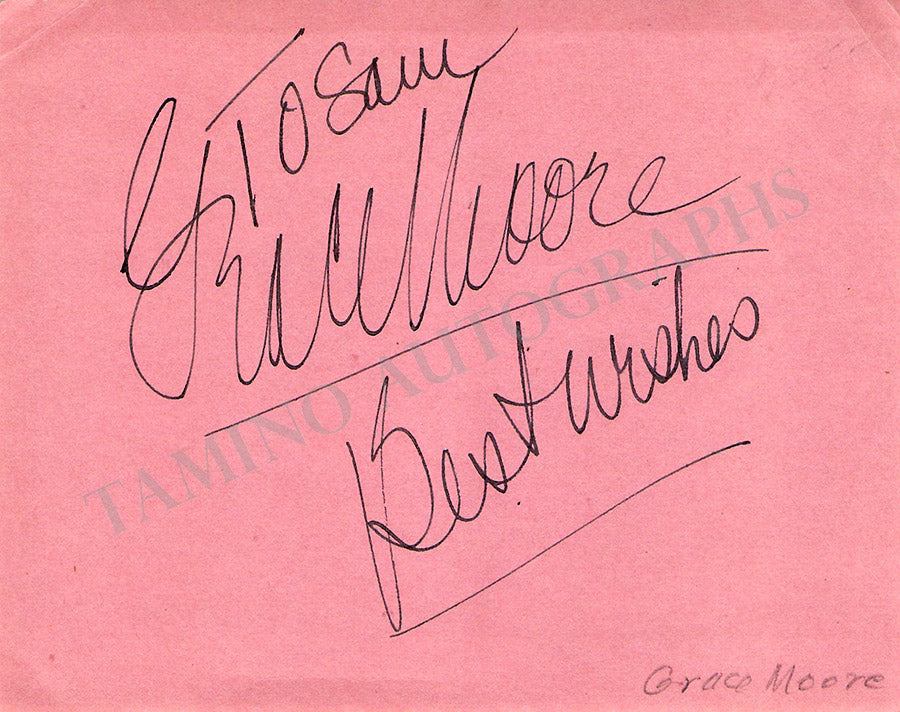 To Sam
Grace Moore
Best wishes
TAMINO AUTOGRAPHS
Grace Moore